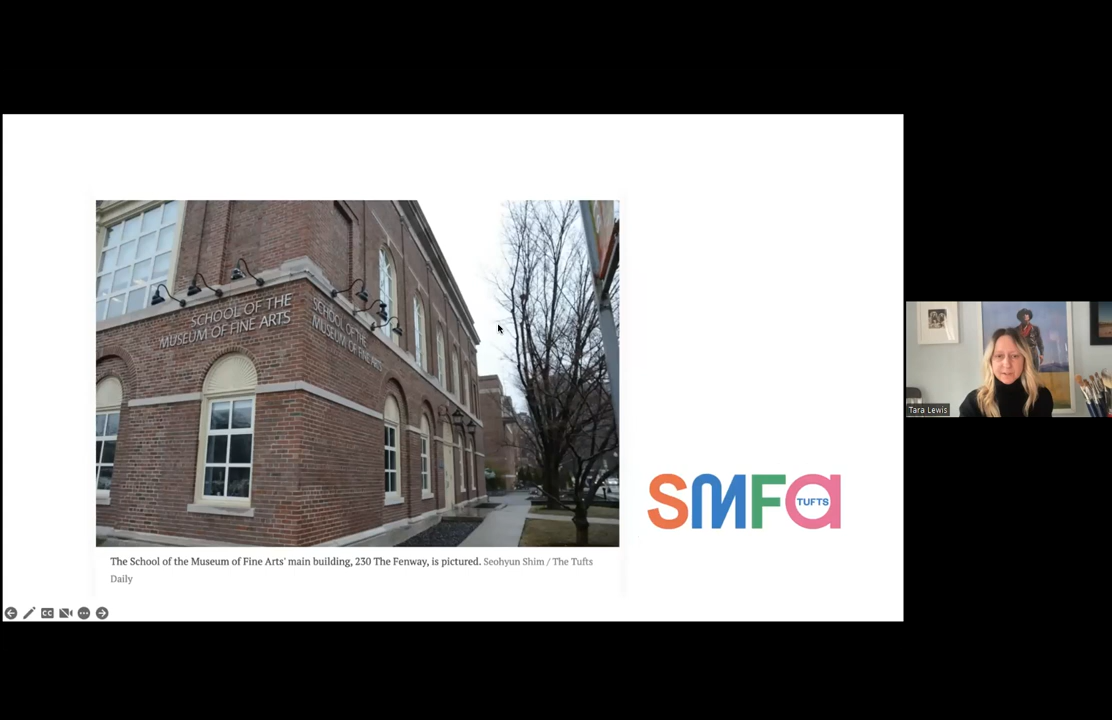 SCHOOL OF THE
MUSEUM OF FINE ARTS
SCHOOL OF THE
MUSEUM OF FINE ARTS
The School of the Museum of Fine Arts' main building, 230 The Fenway, is pictured. Seohyun Shim / The Tufts
Daily
SMFa
TUFTS
Tara Lewis
CC